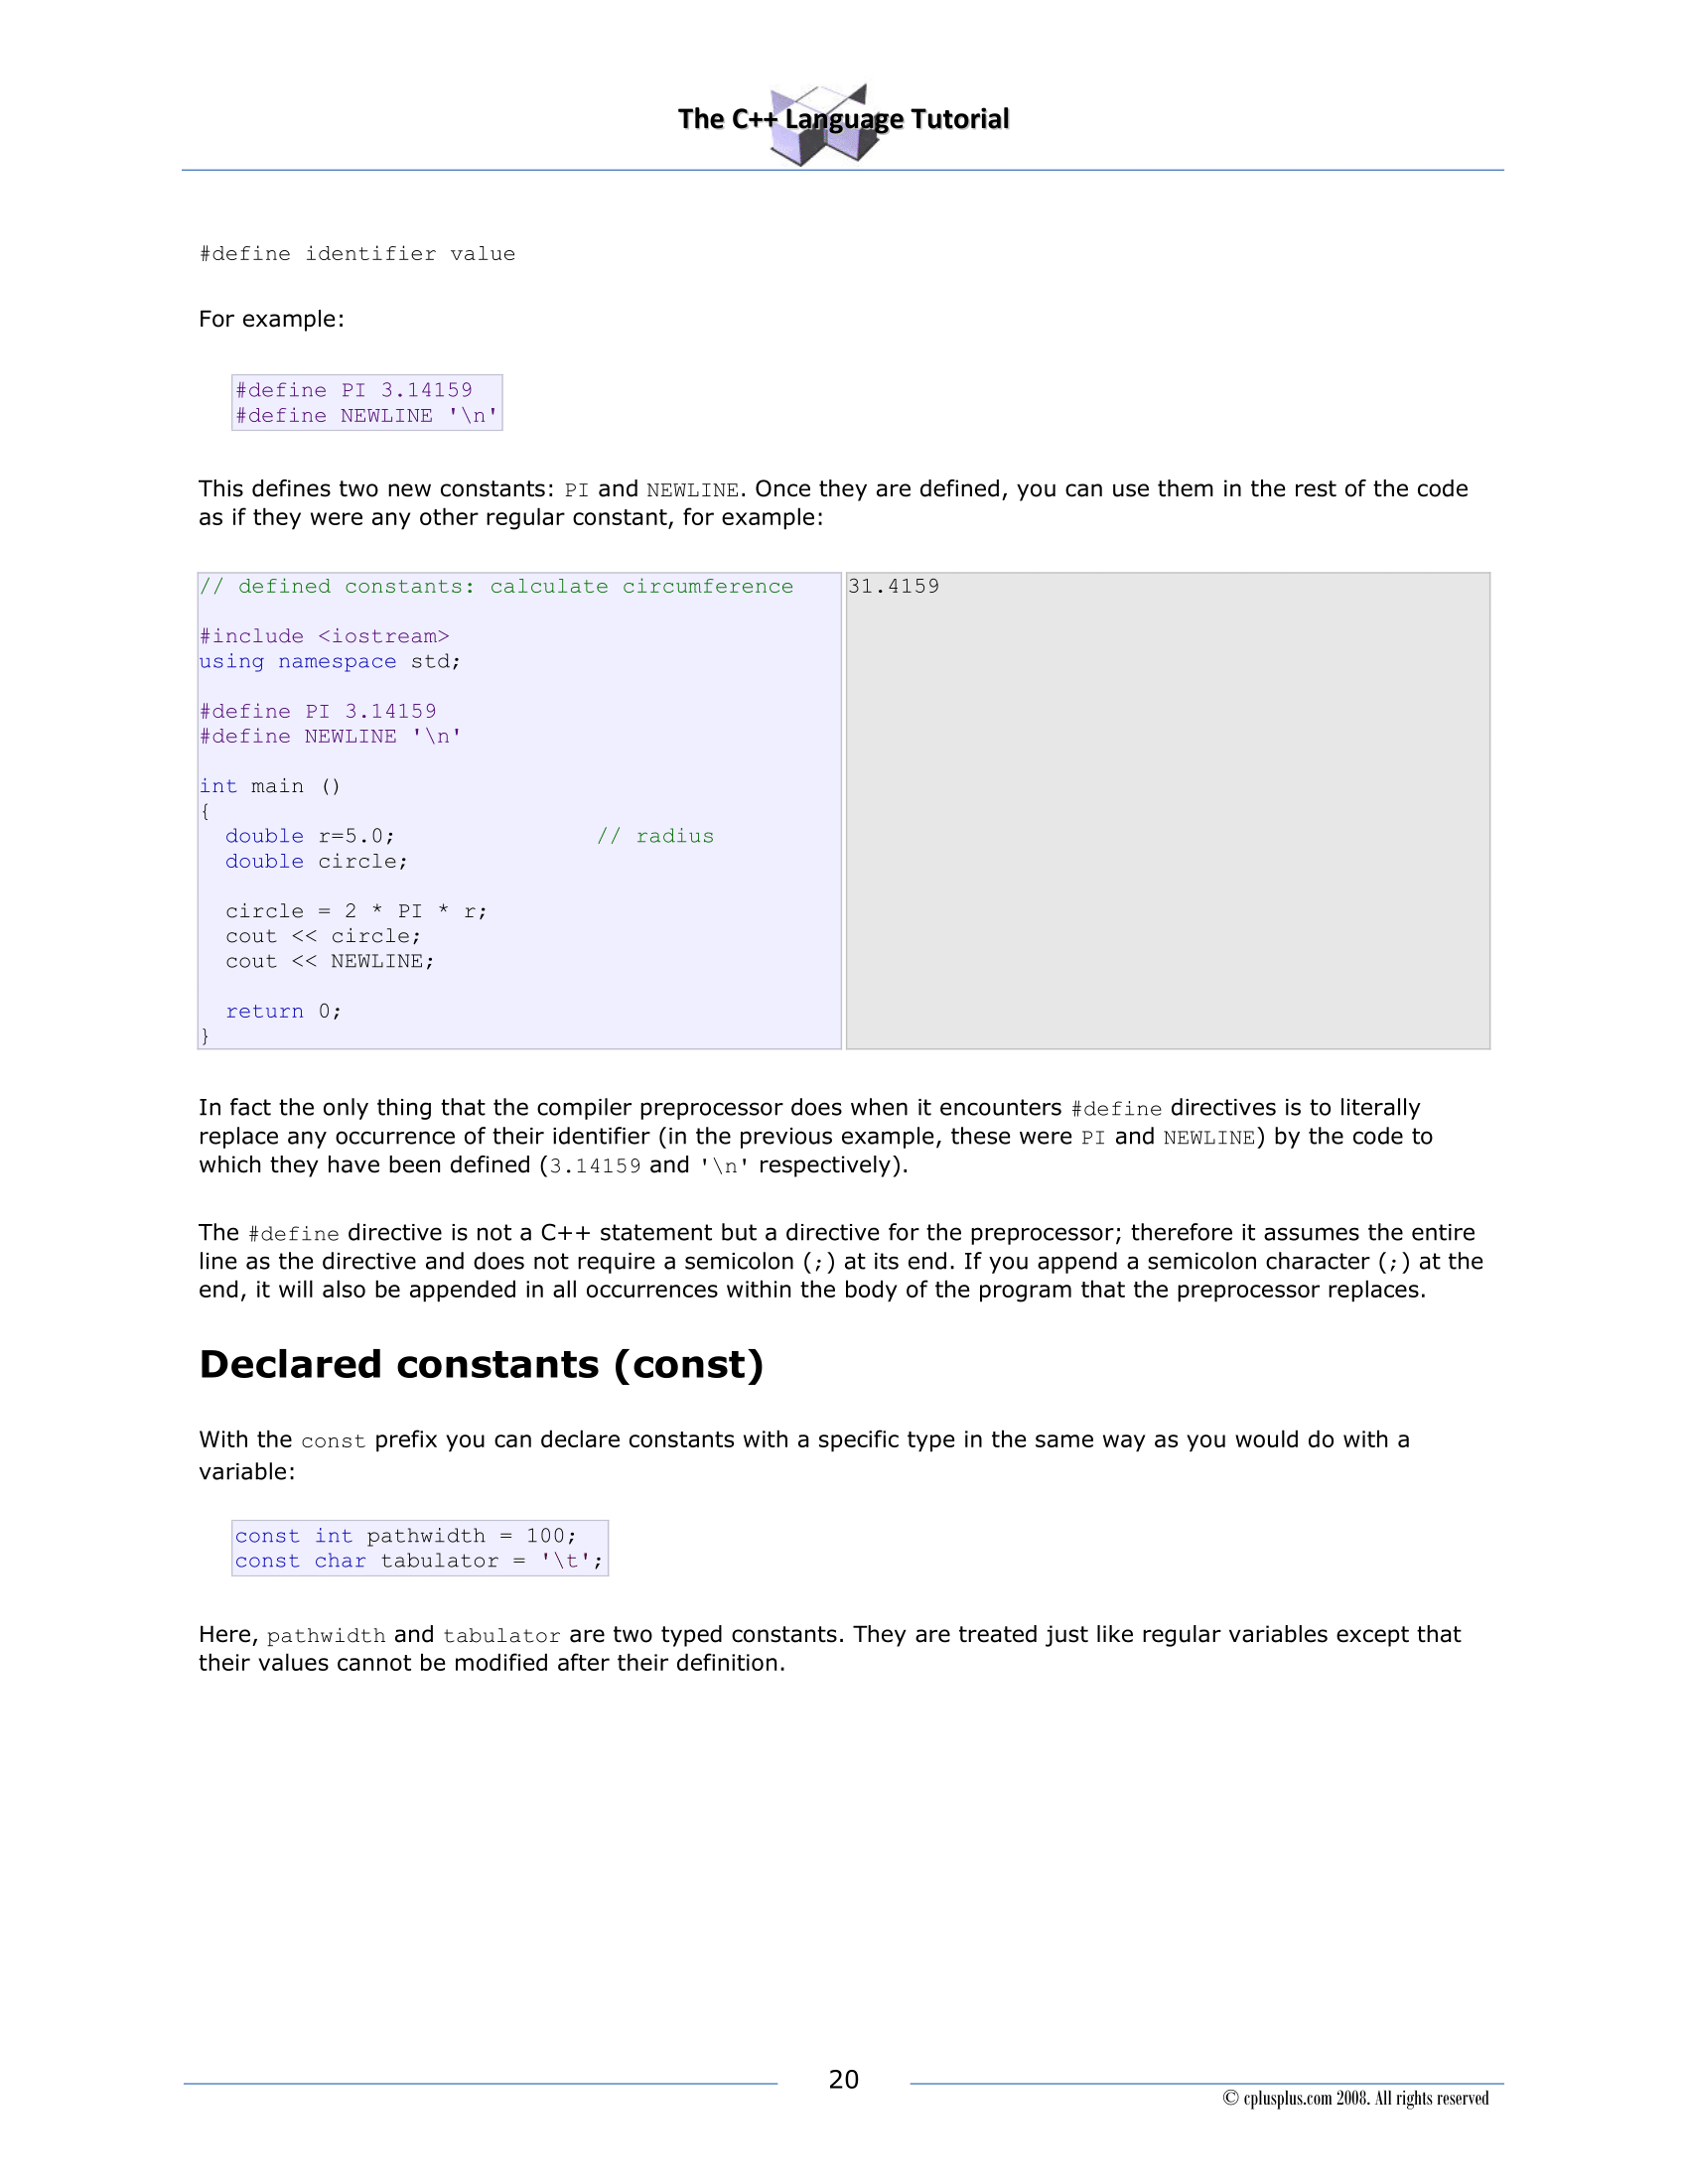 The C++ Language Tutorial
#define identifier value
For example:
#define PI 3.14159
#define NEWLINE '\n'
This defines two new constants: PI and NEWLINE. Once they are defined, you can use them in the rest of the code
as if they were any other regular constant, for example:
// defined constants: calculate circumference
#include <iostream>
using namespace std;
#define PI 3.14159
#define NEWLINE '\n'
int main ()
{
  double r=5.0;               // radius
  double circle;
  circle = 2 * PI * r;
  cout << circle;
  cout << NEWLINE;
  return 0;
}
31.4159
In fact the only thing that the compiler preprocessor does when it encounters #define directives is to literally
replace any occurrence of their identifier (in the previous example, these were PI and NEWLINE) by the code to
which they have been defined (3.14159 and '\n' respectively).
The #define directive is not a C++ statement but a directive for the preprocessor; therefore it assumes the entire
line as the directive and does not require a semicolon (;) at its end. If you append a semicolon character (;) at the
end, it will also be appended in all occurrences within the body of the program that the preprocessor replaces.
Declared constants (const)
With the const prefix you can declare constants with a specific type in the same way as you would do with a
variable:
const int pathwidth = 100;
const char tabulator = '\t';
Here, pathwidth and tabulator are two typed constants. They are treated just like regular variables except that
their values cannot be modified after their definition.
20
© cplusplus.com 2008. All rights reserved